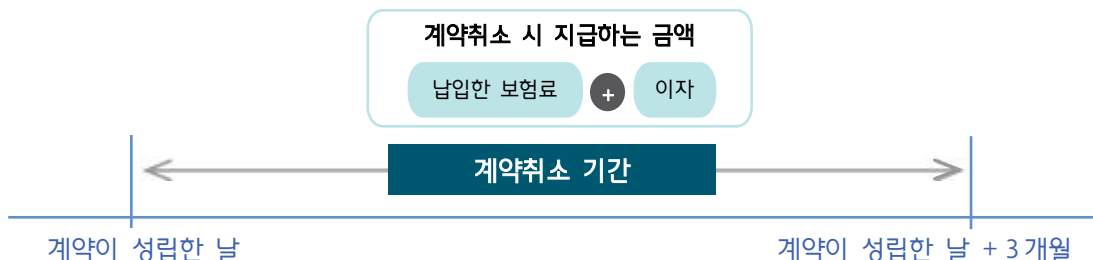 계약취소 시 지급하는 금액
납입한 보험료 + 이자
계약취소 기간
계약이 성립한 날
계약이 성립한 날 + 3개월